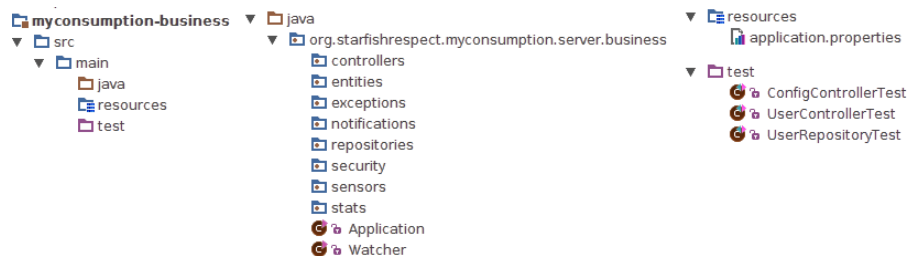 myconsumption-business
src
main
java
resources
test
java
org.starfishrespect.myconsumption.server.business
controllers
entities
exceptions
notifications
repositories
security
sensors
stats
Application
Watcher
resources
application.properties
test
ConfigControllerTest
UserControllerTest
UserRepositoryTest